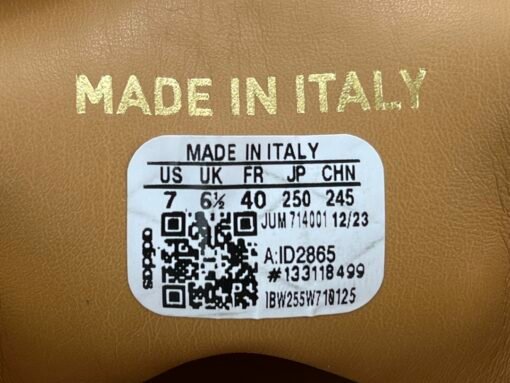 MADE IN ITALY
MADE IN ITALY
US UK FR JP CHN
7 6½ 40 250 245
JUM 714001 12/23
A:ID2865
#133118499
IBW255W710125
adidas